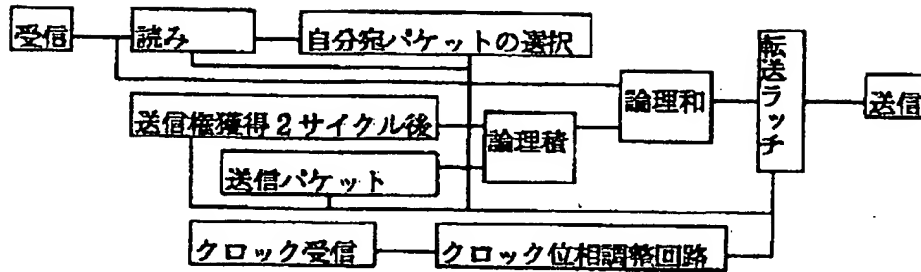 受信
読み
自分宛パケットの選択
転送ラッチ
論理和
送信
送信権獲得2サイクル後
論理積
送信パケット
クロック受信
クロック位相調整回路